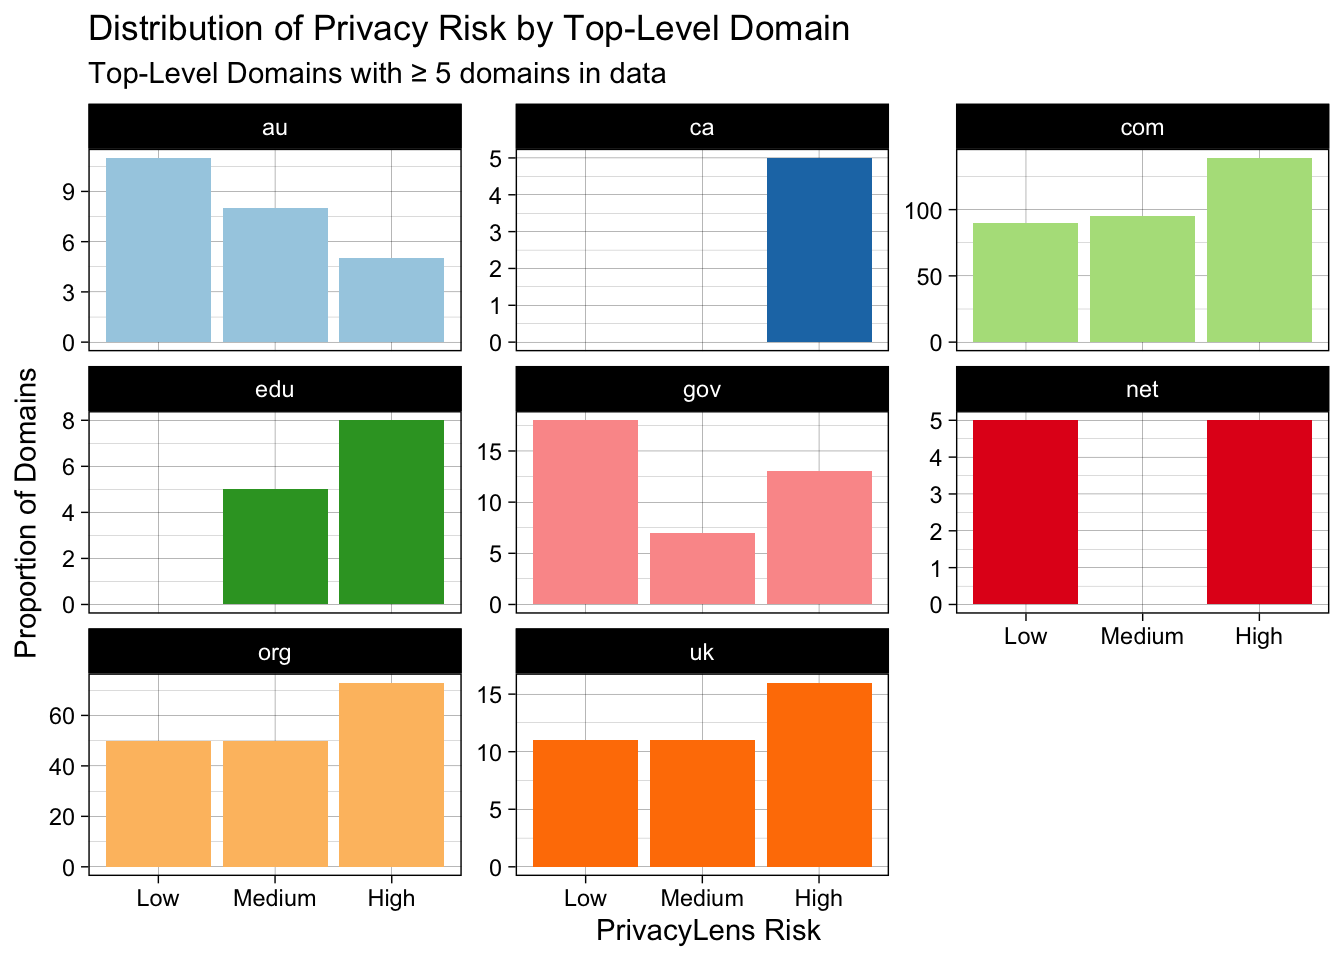 Distribution of Privacy Risk by Top-Level Domain
Top-Level Domains with ≥ 5 domains in data
Proportion of Domains
au
9
6
3
0
ca
5
4
3
2
1
0
com
100
50
0
edu
8
6
4
2
0
gov
15
10
5
0
net
5
4
3
2
1
0
Low Medium High
org
60
40
20
0
Low Medium High
uk
15
10
5
0
Low Medium High
PrivacyLens Risk